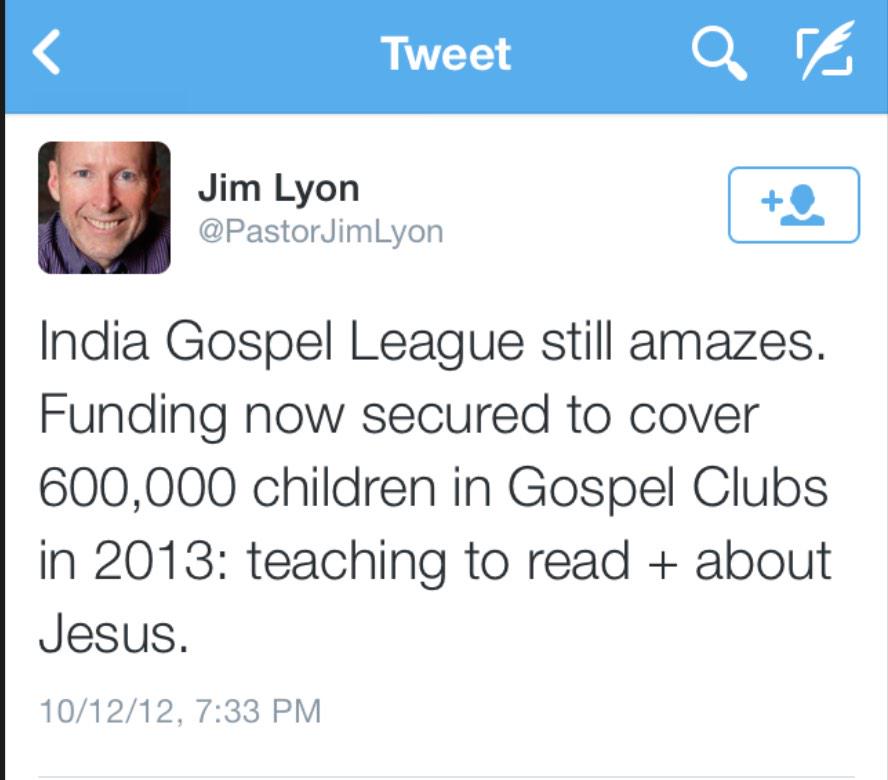 Tweet
Jim Lyon
@PastorJimLyon
India Gospel League still amazes.
Funding now secured to cover
600,000 children in Gospel Clubs
in 2013: teaching to read + about
Jesus.
10/12/12, 7:33 PM